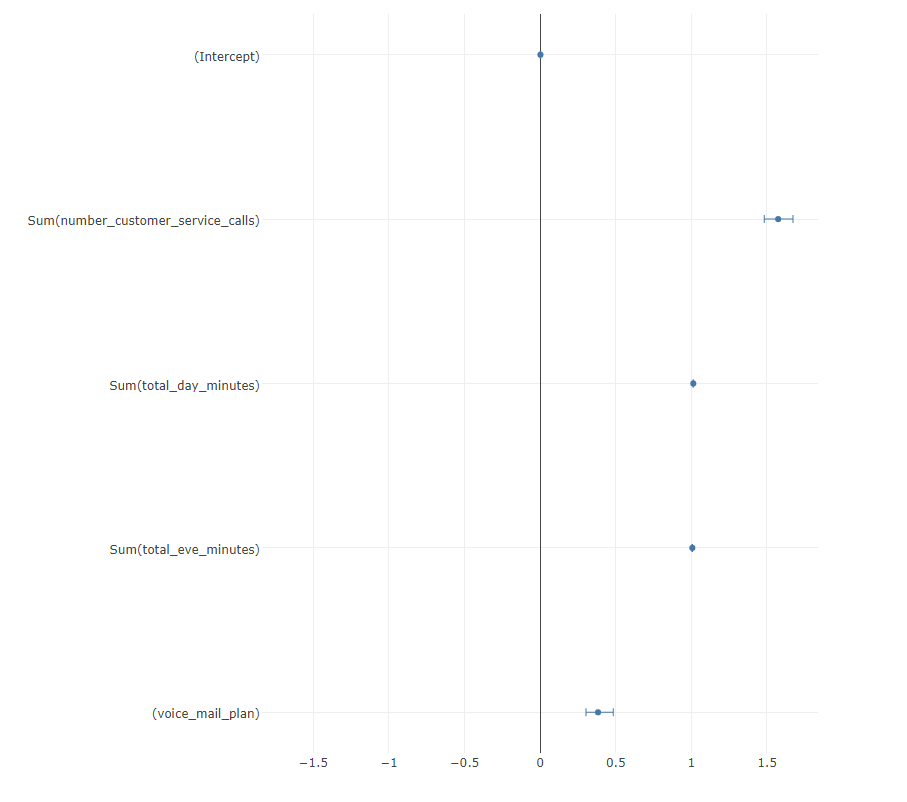 (Intercept)
Sum(number_customer_service_calls)
Sum(total_day_minutes)
Sum(total_eve_minutes)
(voice_mail_plan)
−1.5 −1 −0.5 0 0.5 1 1.5